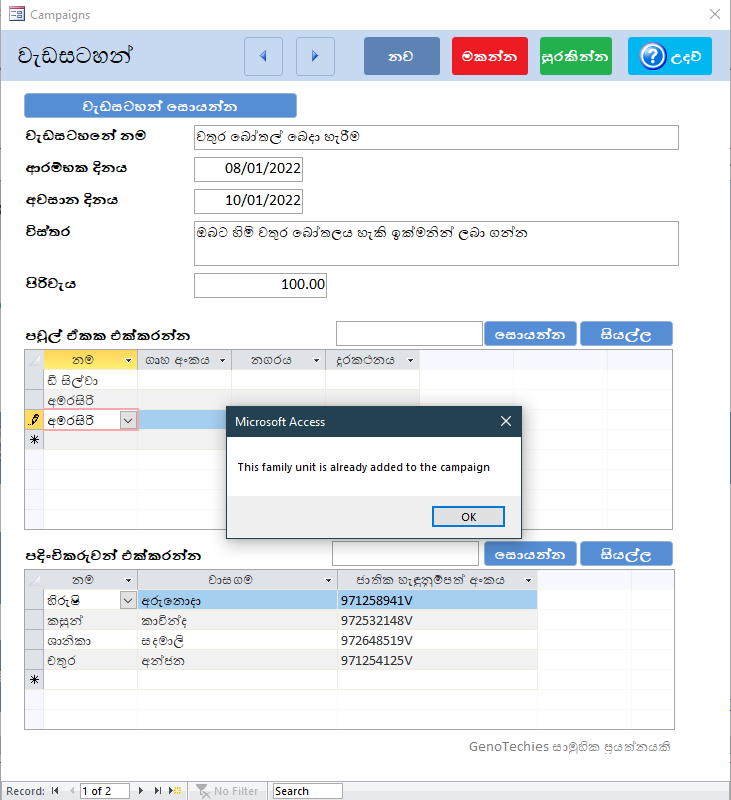 Campaigns
වැඩසටහන්
නව
මකන්න
සුරකින්න
? උදව්
වැඩසටහන් සොයන්න
වැඩසටහනේ නම
වතුර බෝතල් බෙදා හැරීම
ආරම්භක දිනය
08/01/2022
අවසාන දිනය
10/01/2022
විස්තර
ඔබට හිමි වතුර බෝතලය හැකි ඉක්මනින් ලබා ගන්න
පිරිවැය
100.00
පවුල් ඒකක එක්කරන්න
සොයන්න
සියල්ල
නම ගෘහ අංකය නගරය දුරකථනය
ඩි සිල්වා
අමරසිරි
අමරසිරි
Microsoft Access
This family unit is already added to the campaign
OK
පදිංචිකරුවන් එක්කරන්න
සොයන්න
සියල්ල
නම වාසගම ජාතික හැඳුනුම්පත් අංකය
හිරුෂි අරුනොදා 971258941V
කසුන් කාවින්ද 972532148V
ශානිකා සදමාලි 972648519V
චතුර අන්ජන 971254125V
GenoTechies සාමුහික ප්‍රයත්නයකි
Record: 1 of 2 No Filter Search